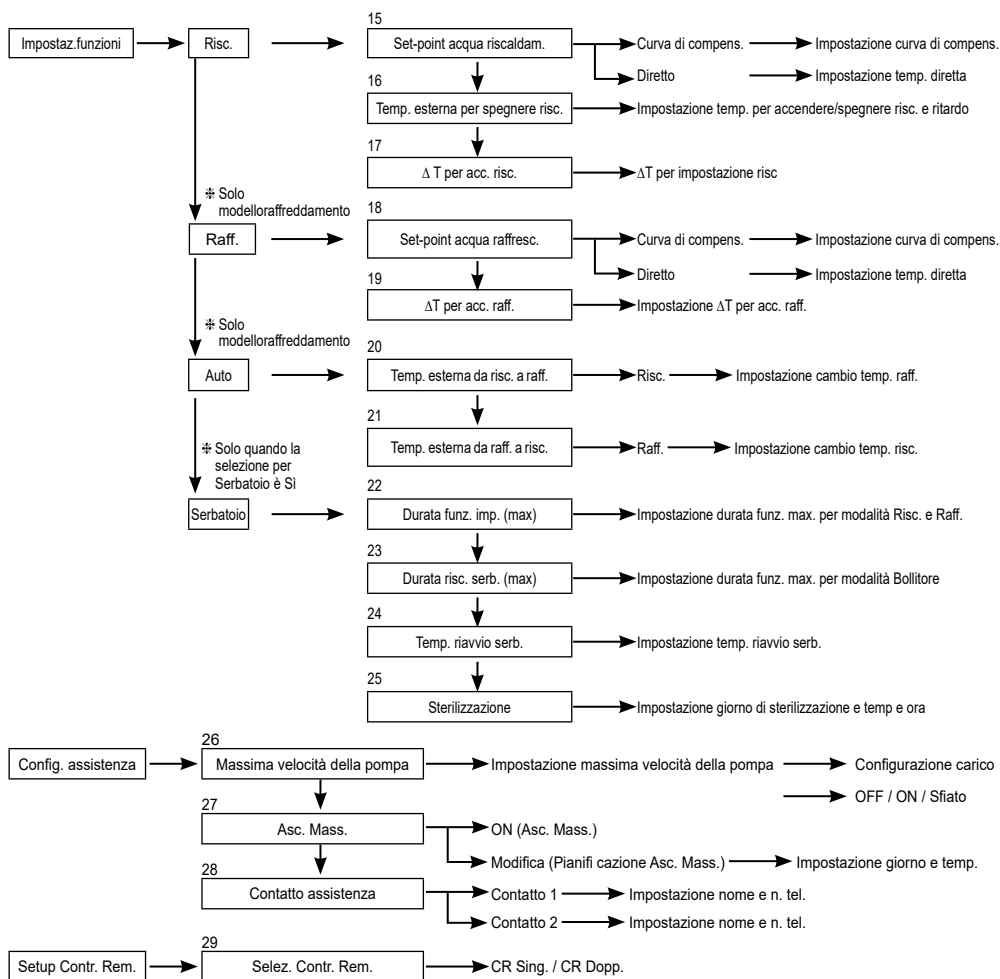 15
Impostaz.funzioni Risc. Set-point acqua riscaldam. Curva di compens. Impostazione curva di compens.
Diretto Impostazione temp. diretta
16
Temp. esterna per spegnere risc. Impostazione temp. per accendere/spegnere risc. e ritardo
17
Δ T per acc. risc. ΔT per impostazione risc
⁜ Solo
modelloraffreddamento
18
Raff. Set-point acqua raffresc. Curva di compens. Impostazione curva di compens.
Diretto Impostazione temp. diretta
19
ΔT per acc. raff. Impostazione ΔT per acc. raff.
⁜ Solo
modelloraffreddamento
20
Auto Temp. esterna da risc. a raff. Risc. Impostazione cambio temp. raff.
21
Temp. esterna da raff. a risc. Raff. Impostazione cambio temp. risc.
⁜ Solo quando la
selezione per
Serbatoio è Sì
22
Serbatoio Durata funz. imp. (max) Impostazione durata funz. max. per modalità Risc. e Raff.
23
Durata risc. serb. (max) Impostazione durata funz. max. per modalità Bollitore
24
Temp. riavvio serb. Impostazione temp. riavvio serb.
25
Sterilizzazione Impostazione giorno di sterilizzazione e temp e ora
26
Config. assistenza Massima velocità della pompa Impostazione massima velocità della pompa Configurazione carico
OFF / ON / Sfiato
27
Asc. Mass. ON (Asc. Mass.)
Modifica (Pianifi cazione Asc. Mass.) Impostazione giorno e temp.
28
Contatto assistenza Contatto 1 Impostazione nome e n. tel.
Contatto 2 Impostazione nome e n. tel.
29
Setup Contr. Rem. Selez. Contr. Rem. CR Sing. / CR Dopp.